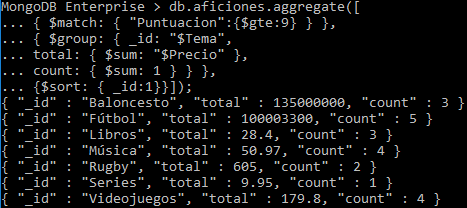 MongoDB Enterprise > db.aficiones.aggregate([
... { $match: { "Puntuacion":{$gte:9} } },
... { $group: { _id: "$Tema",
... total: { $sum: "$Precio" },
... count: { $sum: 1 } } },
... {$sort: { _id:1}}]);
{ "_id" : "Baloncesto", "total" : 135000000, "count" : 3 }
{ "_id" : "Fútbol", "total" : 100003300, "count" : 5 }
{ "_id" : "Libros", "total" : 28.4, "count" : 3 }
{ "_id" : "Música", "total" : 50.97, "count" : 4 }
{ "_id" : "Rugby", "total" : 605, "count" : 2 }
{ "_id" : "Series", "total" : 9.95, "count" : 1 }
{ "_id" : "Videojuegos", "total" : 179.8, "count" : 4 }